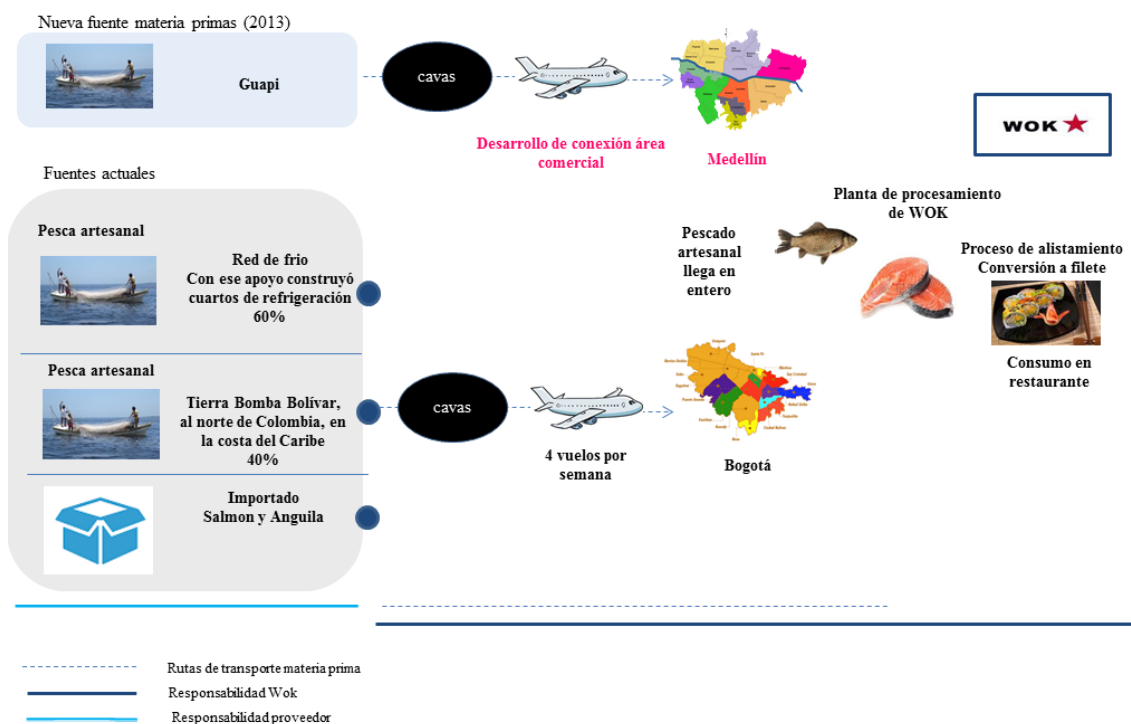 Nueva fuente materia primas (2013)
Guapi
cavas
Desarrollo de conexión área
comercial
Medellín
WOK
Fuentes actuales
Pesca artesanal
Red de frio
Con ese apoyo construyó
cuartos de refrigeración
60%
Pesca artesanal
Tierra Bomba Bolívar,
al norte de Colombia, en
la costa del Caribe
40%
Importado
Salmon y Anguila
cavas
4 vuelos por
semana
Bogotá
Pescado
artesanal
llega en
entero
Planta de procesamiento
de WOK
Proceso de alistamiento
Conversión a filete
Consumo en
restaurante
Rutas de transporte materia prima
Responsabilidad Wok
Responsabilidad proveedor